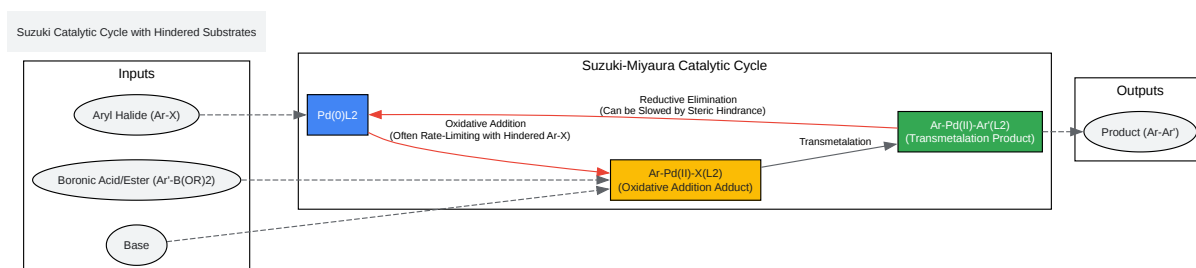 Suzuki Catalytic Cycle with Hindered Substrates
Inputs
Aryl Halide (Ar-X)
Boronic Acid/Ester (Ar'-B(OR)2)
Base
Suzuki-Miyaura Catalytic Cycle
Pd(0)L2
Reductive Elimination
(Can be Slowed by Steric Hindrance)
Oxidative Addition
(Often Rate-Limiting with Hindered Ar-X)
Ar-Pd(II)-X(L2)
(Oxidative Addition Adduct)
Transmetalation
Ar-Pd(II)-Ar'(L2)
(Transmetalation Product)
Outputs
Product (Ar-Ar')